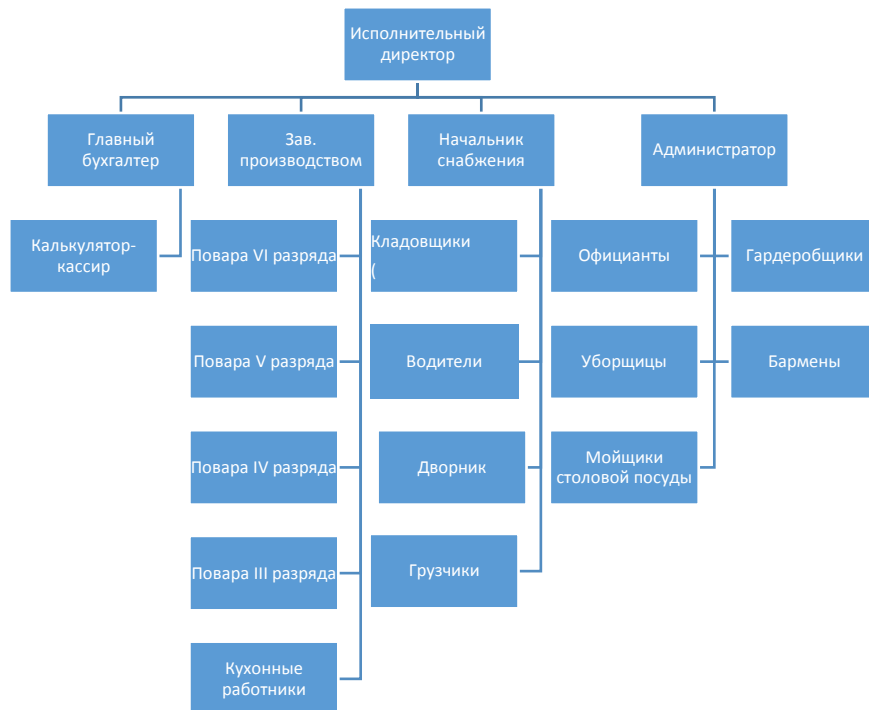 Исполнительный
директор
Главный
бухгалтер
Зав.
производством
Начальник
снабжения
Администратор
Калькулятор-
кассир
Повара VI разряда
Кладовщики
(
Официанты
Гардеробщики
Повара V разряда
Водители
Уборщицы
Бармены
Повара IV разряда
Дворник
Мойщики
столовой посуды
Повара III разряда
Грузчики
Кухонные
работники